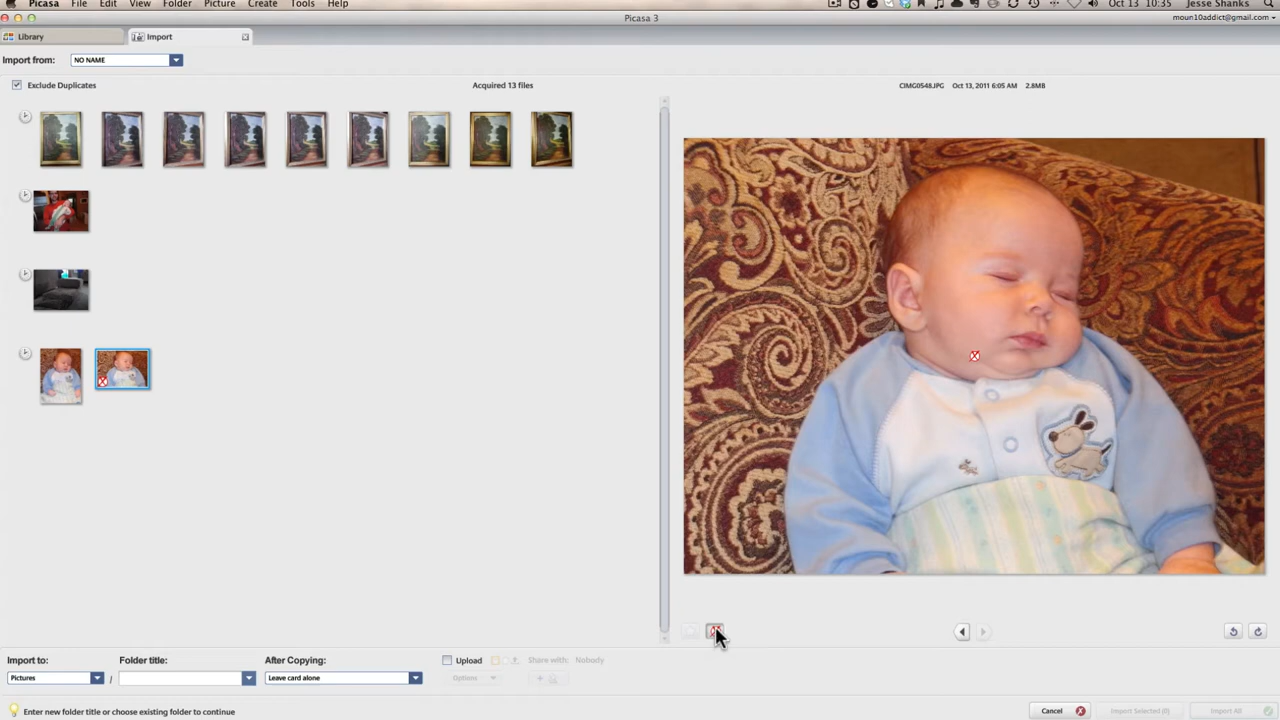 Picasa File Edit View Folder Picture Create Tools Help Oct 13 10:35 Jesse Shanks
Picasa 3
moun10addict@gmail.com
Library Import
Import from: NO NAME
Exclude Duplicates Acquired 13 files CIMG0548.JPG Oct 13, 2011 6:05 AM 2.8MB
Import to: Folder title: After Copying: Upload Share with: Nobody
Pictures / Leave card alone Options
Enter new folder title or choose existing folder to continue Cancel Import Selected (0) Import All